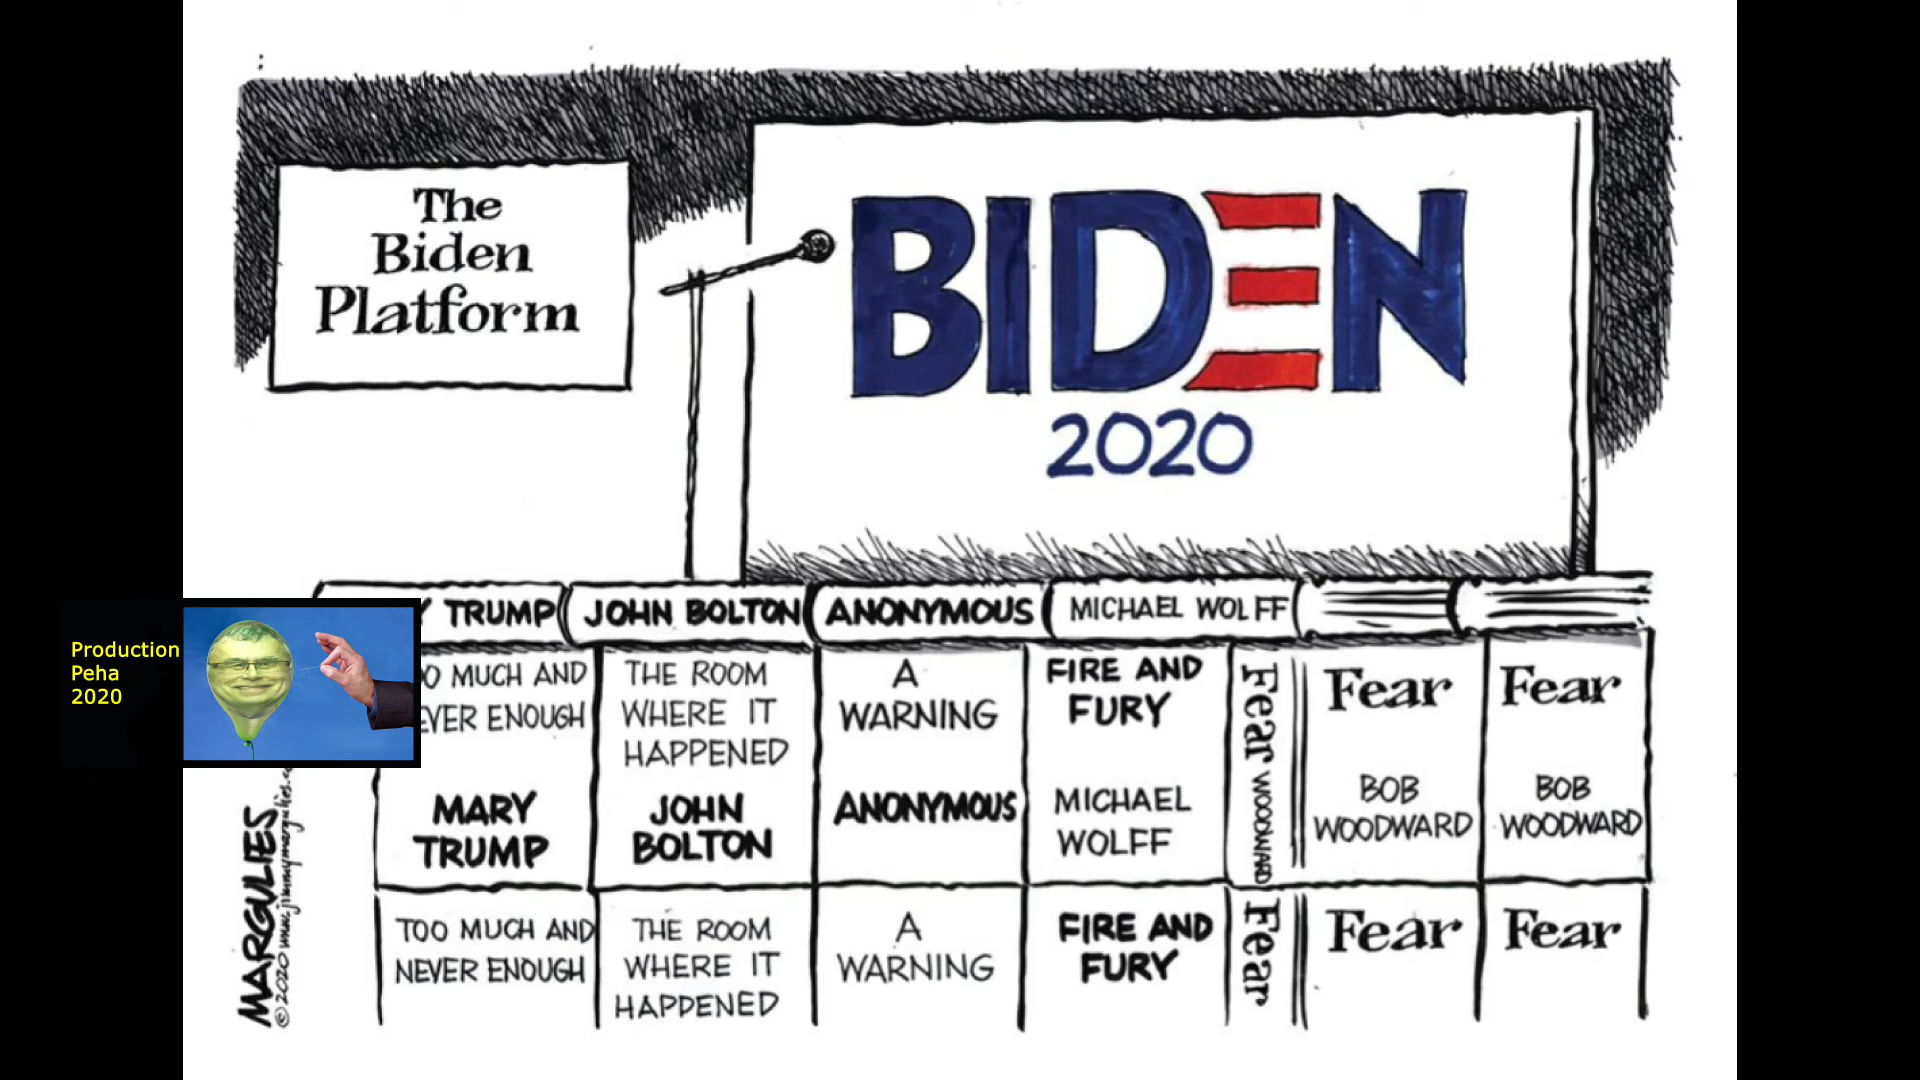 The
Biden
Platform
BIDEN
2020
TRUMP
JOHN BOLTON
ANONYMOUS
MICHAEL WOLFF
Production
Peha
2020
MUCH AND
ENOUGH
MARY
TRUMP
THE ROOM
WHERE IT
HAPPENED
JOHN
BOLTON
A
WARNING
ANONYMOUS
FIRE AND
FURY
MICHAEL
WOLFF
Fear WOODWARD
Fear
BOB
WOODWARD
Fear
BOB
WOODWARD
TOO MUCH AND
NEVER ENOUGH
THE ROOM
WHERE IT
HAPPENED
A
WARNING
FIRE AND
FURY
Fear
Fear
Fear
MARGULIES